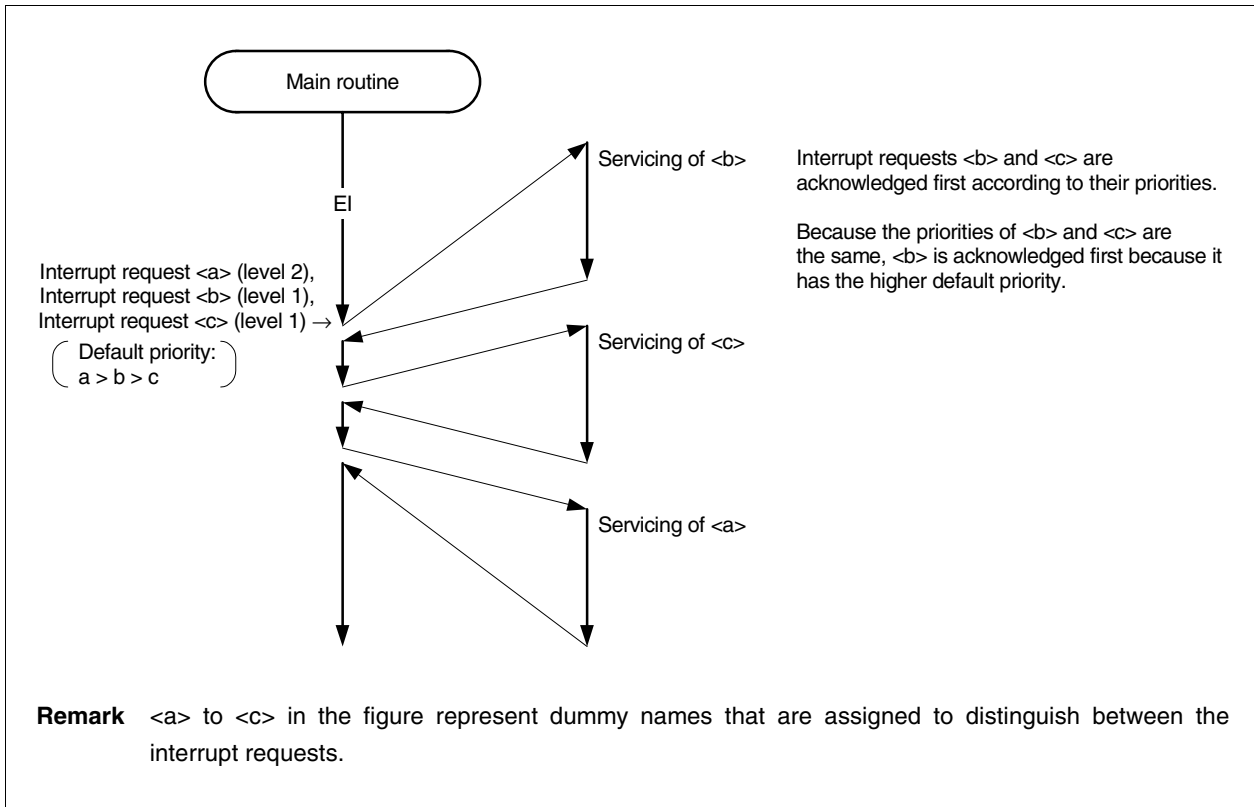 Main routine
EI
Interrupt request <a> (level 2),
Interrupt request <b> (level 1),
Interrupt request <c> (level 1) →
Default priority:
a > b > c
Servicing of <b>
Servicing of <c>
Servicing of <a>
Interrupt requests <b> and <c> are
acknowledged first according to their priorities.
Because the priorities of <b> and <c> are
the same, <b> is acknowledged first because it
has the higher default priority.
Remark <a> to <c> in the figure represent dummy names that are assigned to distinguish between the
interrupt requests.